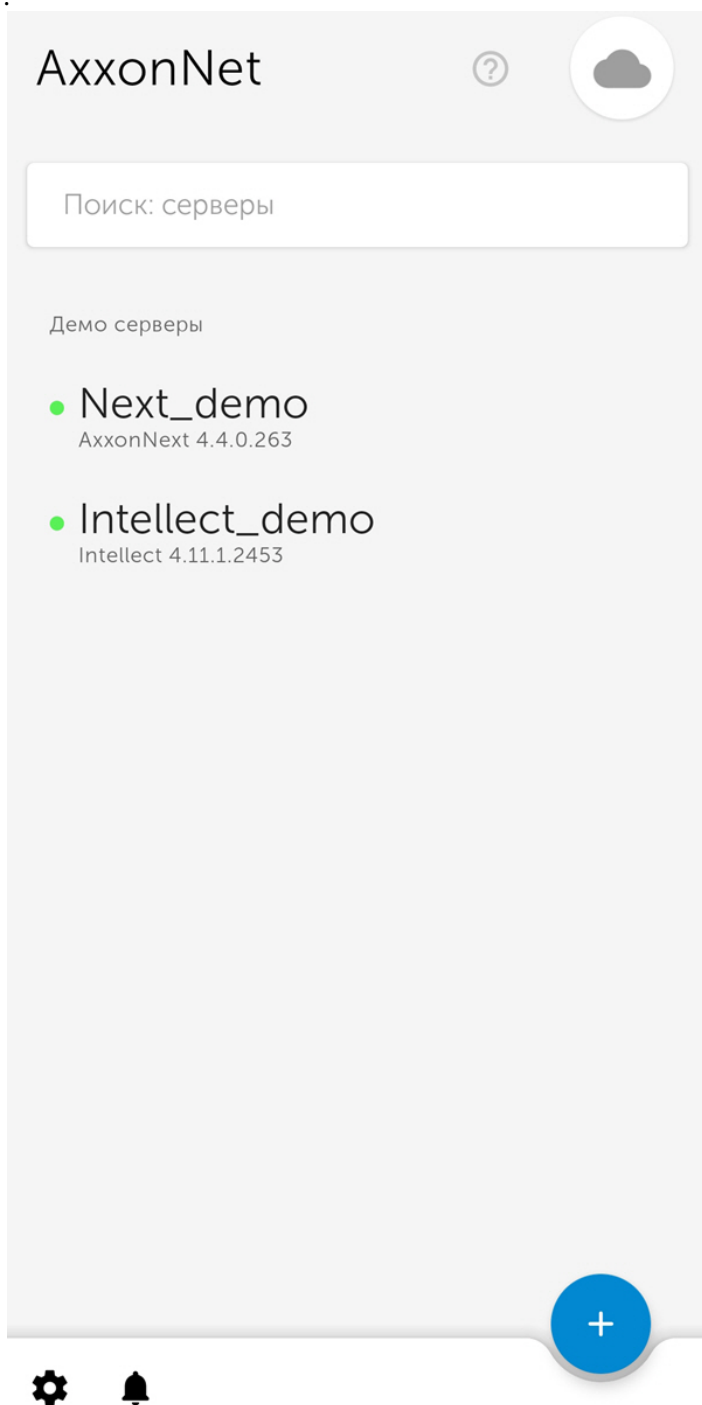 AxxonNet
Поиск: серверы
Демо серверы
Next_demo
AxxonNext 4.4.0.263
Intellect_demo
Intellect 4.11.1.2453